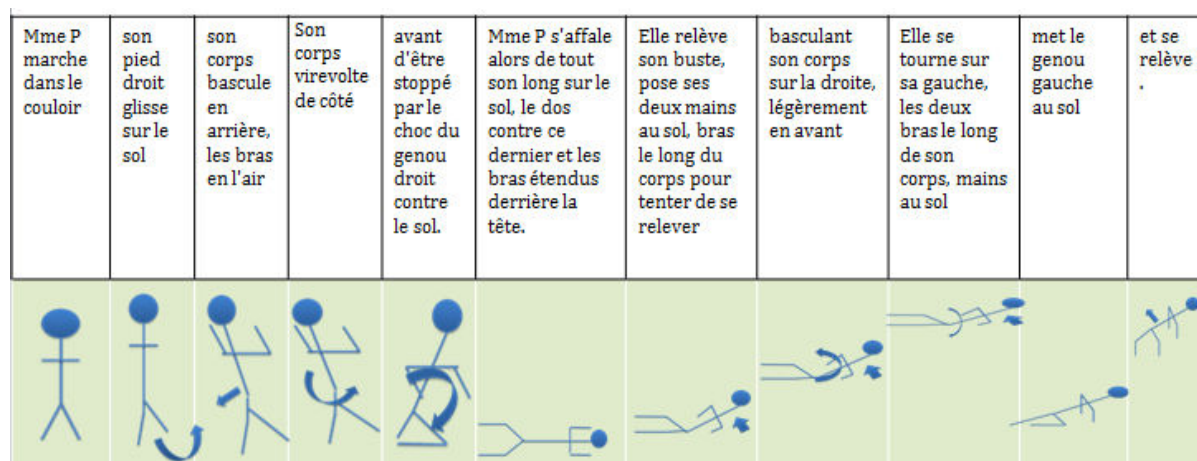 Mme P
marche
dans le
couloir
son
pied
droit
glisse
sur le
sol
son
corps
bascule
en
arrière,
les bras
en l'air
Son
corps
virevolte
de côté
avant
d'être
stoppé
par le
choc du
genou
droit
contre
le sol.
Mme P s'affale
alors de tout
son long sur le
sol, le dos
contre ce
dernier et les
bras étendus
derrière la
tête.
Elle relève
son buste,
pose ses
deux mains
au sol, bras
le long du
corps pour
tenter de se
relever
basculant
son corps
sur la droite,
légèrement
en avant
Elle se
tourne sur
sa gauche,
les deux
bras le long
de son
corps, mains
au sol
met le
genou
gauche
au sol
et se
relève
.